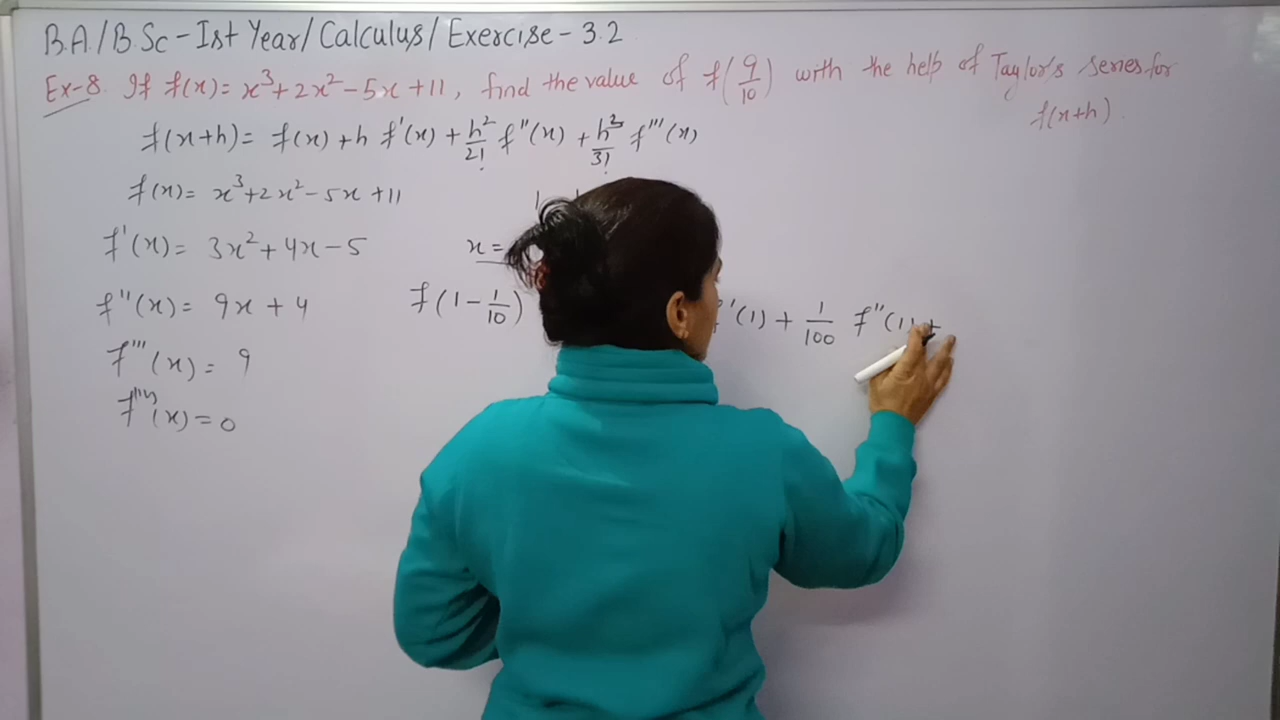 B.A./B.Sc - Ist Year/Calculus/Exercise - 3.2
Ex-8. If f(x) = x³ + 2x² - 5x + 11, find the value of f(9/10) with the help of Taylor's series for
f(x+h).
f(x+h) = f(x) + h f'(x) + h²/2! f''(x) + h³/3! f'''(x)
f(x) = x³ + 2x² - 5x + 11
f'(x) = 3x² + 4x - 5
x =
f''(x) = 9x + 4
f(1 - 1/10)
f'(1) + 1/100 f''(1) +
f'''(x) = 9
f''''(x) = 0